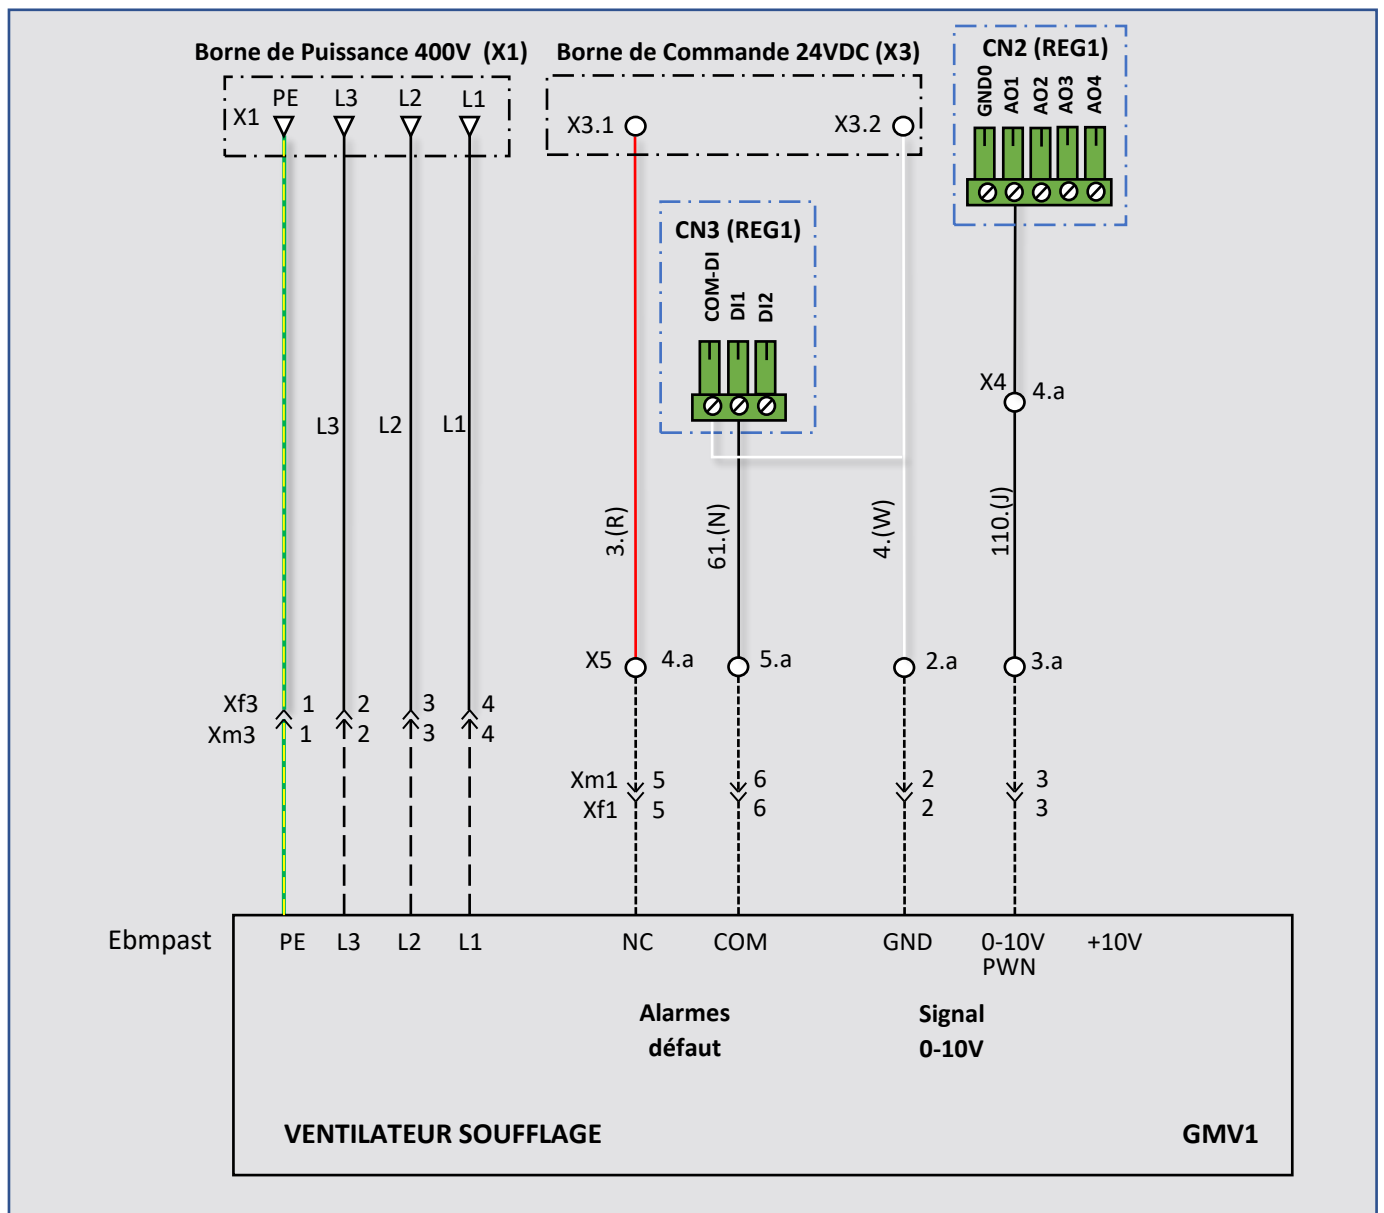 Borne de Puissance 400V (X1)
Borne de Commande 24VDC (X3)
CN2 (REG1)
GND0
AO1
AO2
AO3
AO4
X1
PE
L3
L2
L1
X3.1
X3.2
CN3 (REG1)
COM-DI
DI1
DI2
X4
4.a
L3
L2
L1
3.(R)
61.(N)
4.(W)
110.(J)
X5
4.a
5.a
2.a
3.a
Xf3
1
2
3
4
Xm3
1
2
3
4
Xm1
5
6
2
3
Xf1
5
6
2
3
Ebmpast
PE
L3
L2
L1
NC
COM
GND
0-10V
PWN
+10V
Alarmes
défaut
Signal
0-10V
VENTILATEUR SOUFFLAGE
GMV1